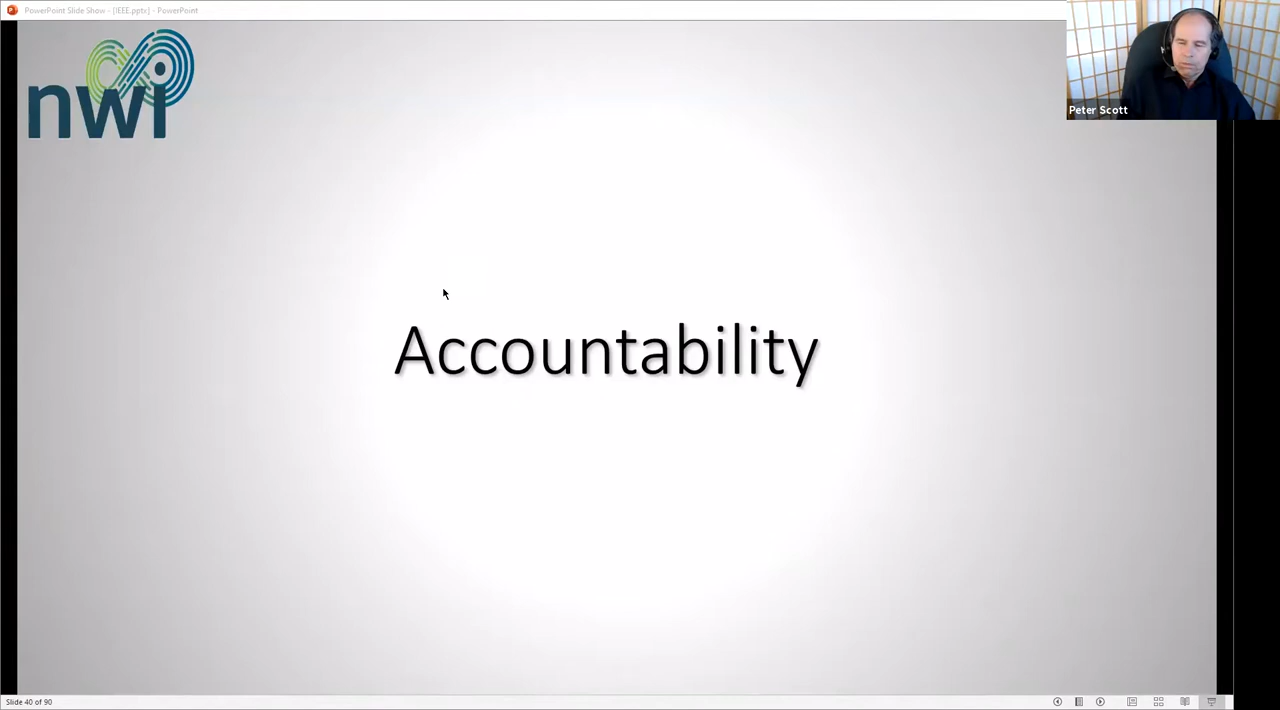 PowerPoint Slide Show - [IEEE.pptx] - PowerPoint
nwi
Peter Scott
Accountability
Slide 40 of 90